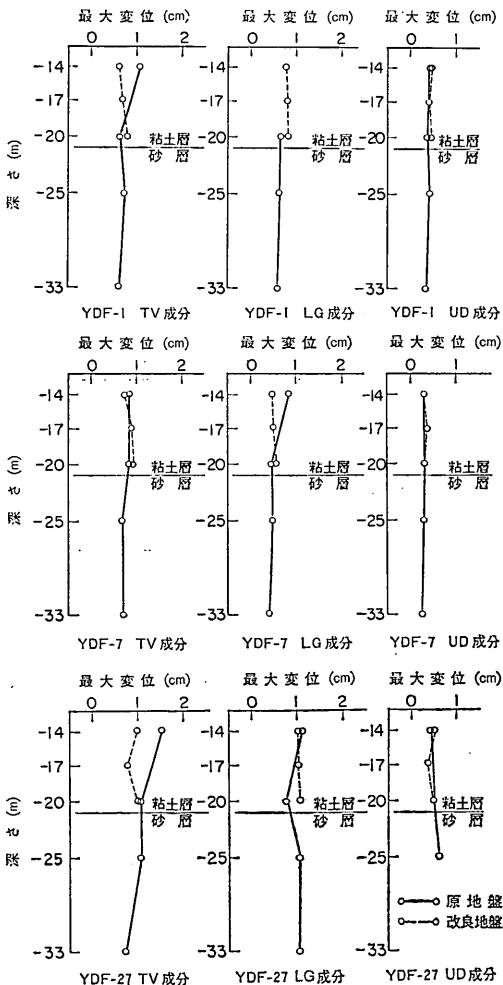 最大変位 (cm) 最大変位 (cm) 最大変位 (cm)
0 1 2 0 1 2 0 1
-14 -14 -14
-17 -17 -17
-20 粘土層 -20 粘土層 -20 粘土層
砂層 砂層 砂層
深さ (m)
-25 -25 -25
-33 -33 -33
YDF-1 TV成分 YDF-1 LG成分 YDF-1 UD成分
最大変位 (cm) 最大変位 (cm) 最大変位 (cm)
0 1 2 0 1 2 0 1
-14 -14 -14
-17 -17 -17
-20 粘土層 -20 粘土層 -20 粘土層
砂層 砂層 砂層
深さ (m)
-25 -25 -25
-33 -33 -33
YDF-7 TV成分 YDF-7 LG成分 YDF-7 UD成分
最大変位 (cm) 最大変位 (cm) 最大変位 (cm)
0 1 2 0 1 2 0 1
-14 -14 -14
-17 -17 -17
-20 粘土層 -20 粘土層 -20 粘土層
砂層 砂層 砂層
深さ (m)
-25 -25 -25
原地盤
改良地盤
-33 -33 -33
YDF-27 TV成分 YDF-27 LG成分 YDF-27 UD成分